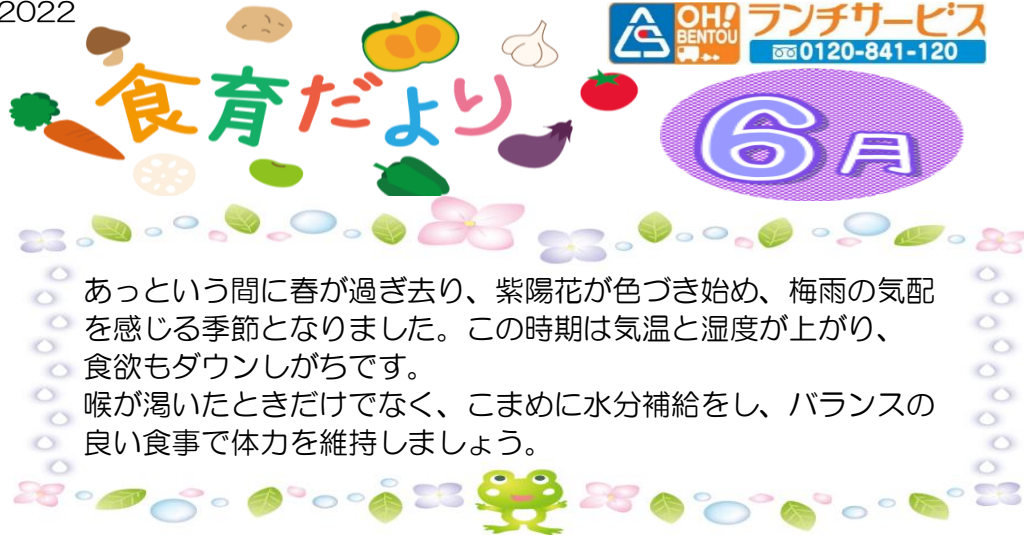 2022
OH!
BENTOU
ランチサービス
0120-841-120
食育だより
6月
あっという間に春が過ぎ去り、紫陽花が色づき始め、梅雨の気配
を感じる季節となりました。この時期は気温と湿度が上がり、
食欲もダウンしがちです。
喉が渇いたときだけでなく、こまめに水分補給をし、バランスの
良い食事で体力を維持しましょう。